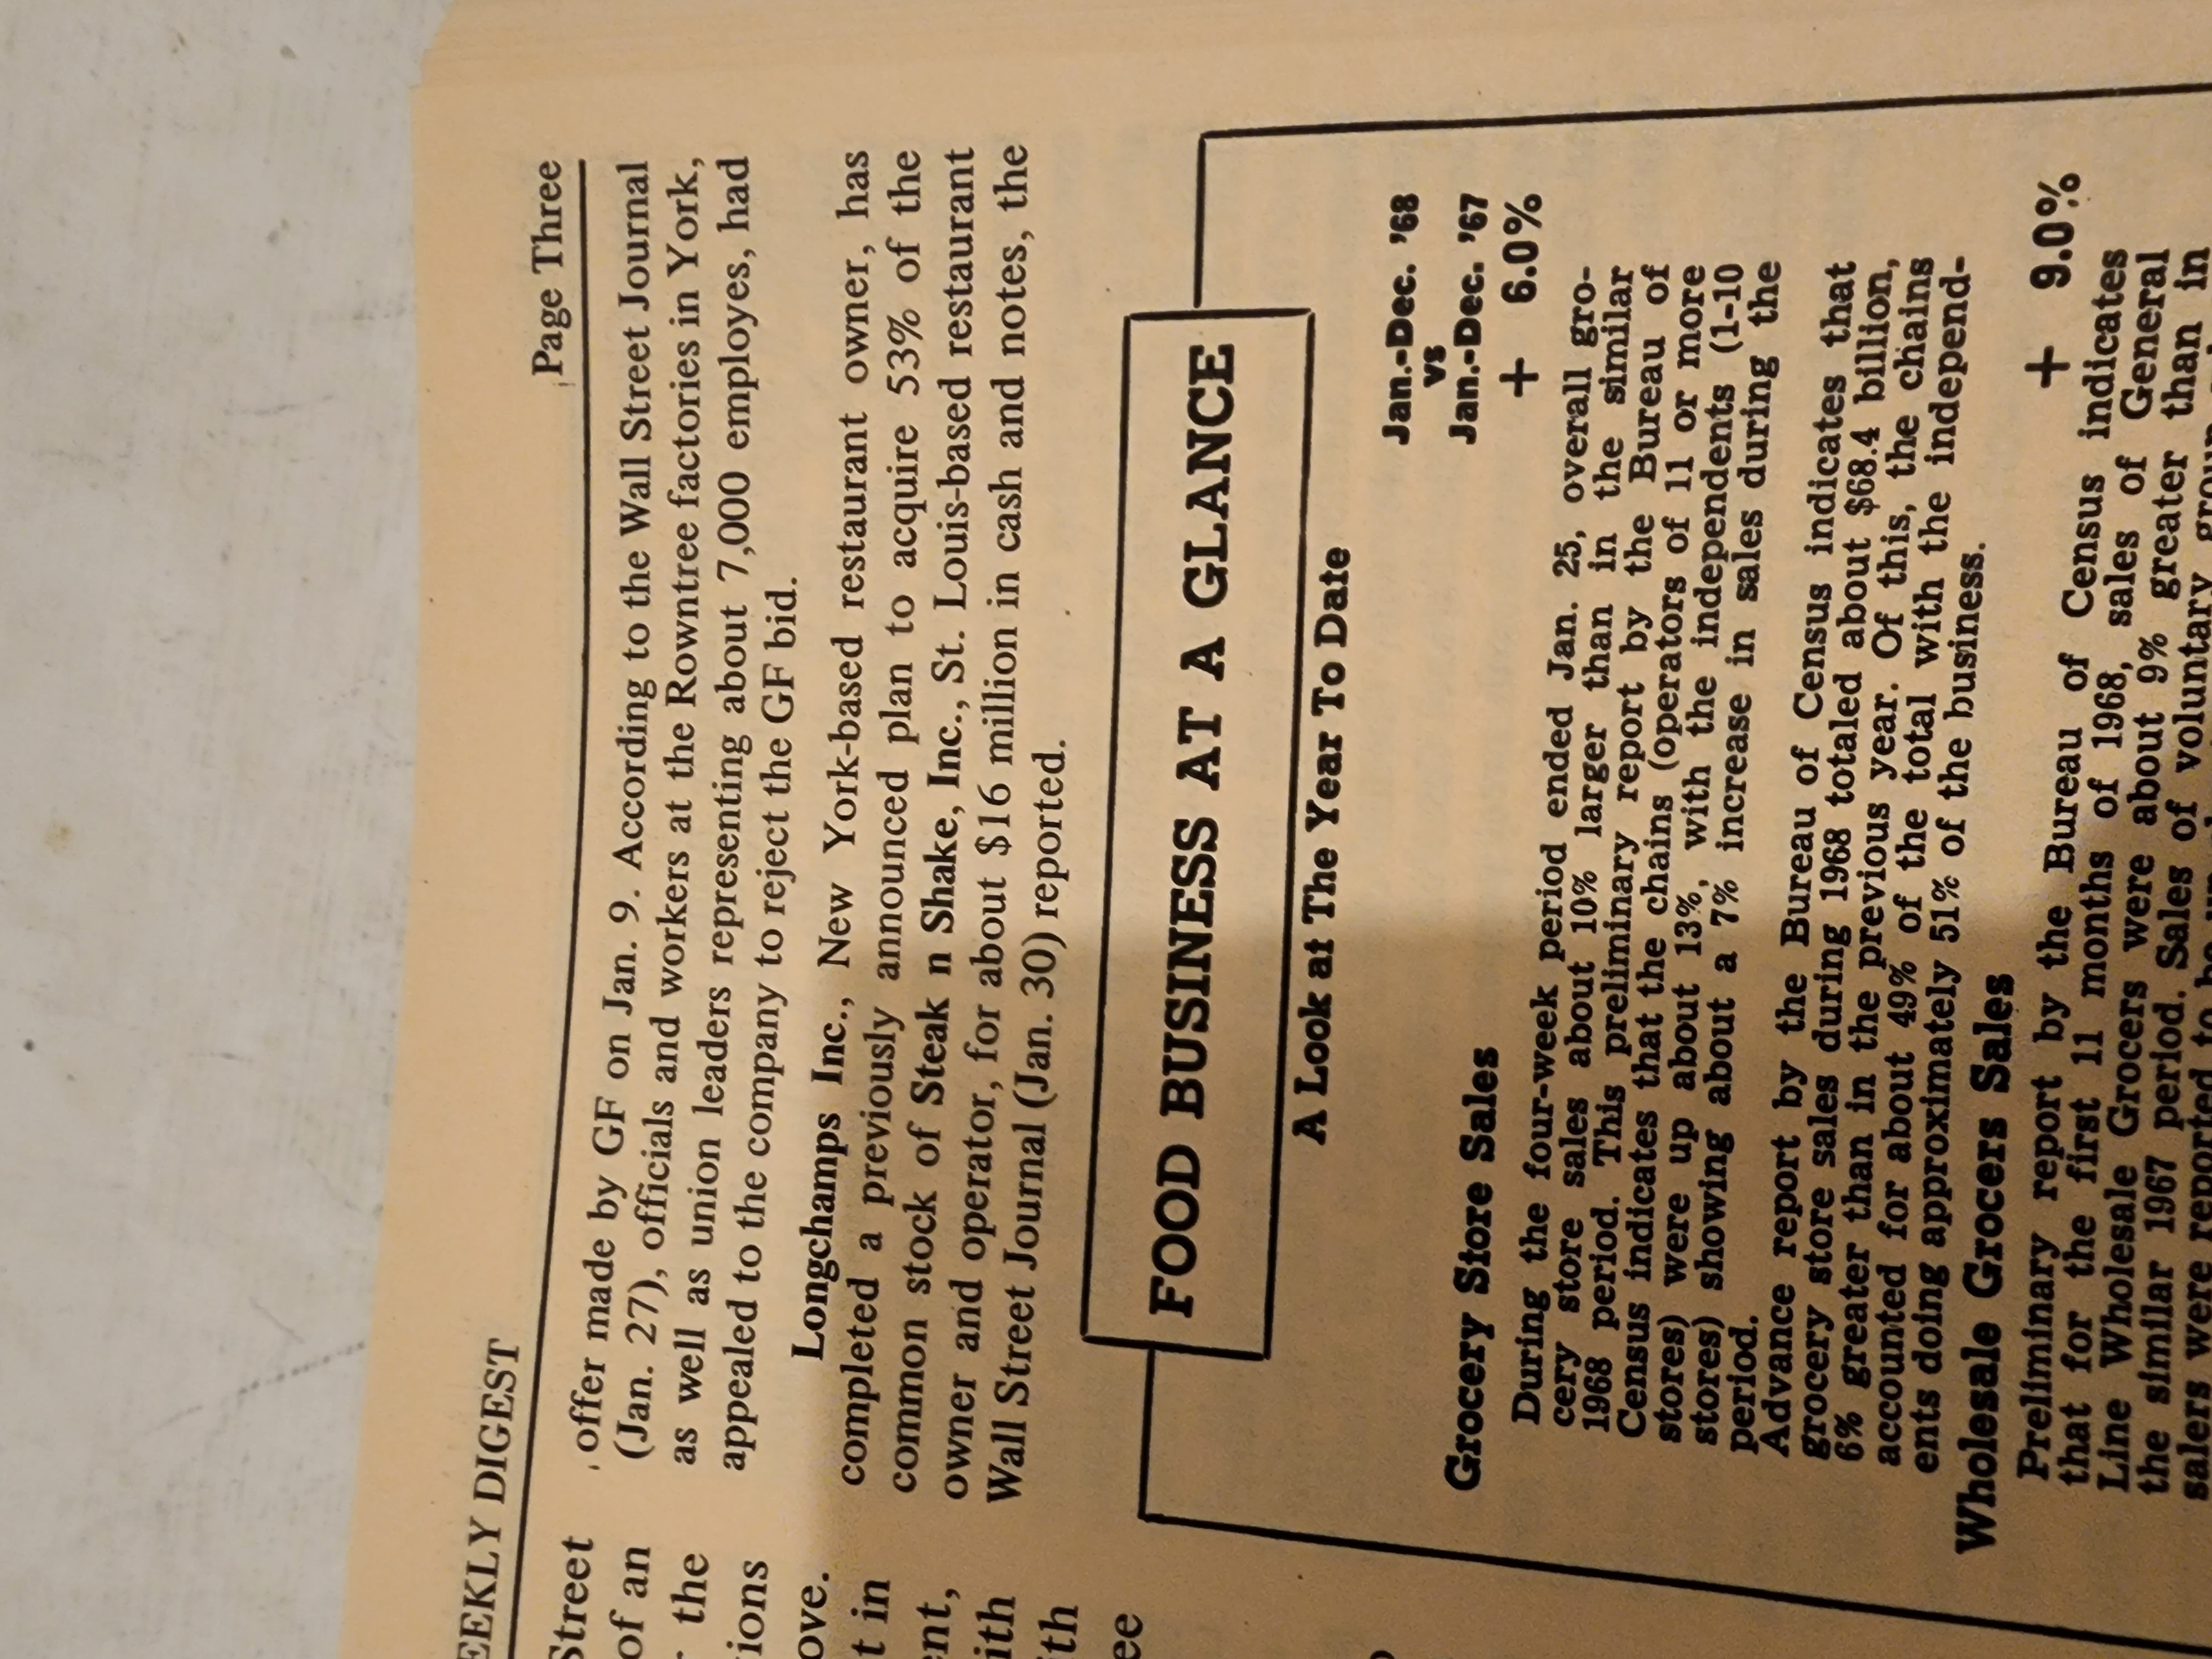 EEKLY DIGEST Page Three
Street
of an
the
ions
ove.
t in
ent,
ith
ith
ee
offer made by GF on Jan. 9. According to the Wall Street Journal
(Jan. 27), officials and workers at the Rowntree factories in York,
as well as union leaders representing about 7,000 employes, had
appealed to the company to reject the GF bid.
Longchamps Inc., New York-based restaurant owner, has
completed a previously announced plan to acquire 53% of the
common stock of Steak n Shake, Inc., St. Louis-based restaurant
owner and operator, for about $16 million in cash and notes, the
Wall Street Journal (Jan. 30) reported.
FOOD BUSINESS AT A GLANCE
A Look at The Year To Date
Jan.-Dec. '68
vs
Jan.-Dec. '67
Grocery Store Sales + 6.0%
During the four-week period ended Jan. 25, overall gro-
cery store sales about 10% larger than in the similar
1968 period. This preliminary report by the Bureau of
Census indicates that the chains (operators of 11 or more
stores) were up about 13%, with the independents (1-10
stores) showing about a 7% increase in sales during the
period.
Advance report by the Bureau of Census indicates that
grocery store sales during 1968 totaled about $68.4 billion,
6% greater than in the previous year. Of this, the chains
accounted for about 49% of the total with the independ-
ents doing approximately 51% of the business.
Wholesale Grocers Sales + 9.0%
Preliminary report by the Bureau of Census indicates
that for the first 11 months of 1968, sales of General
Line Wholesale Grocers were about 9% greater than in
the similar 1967 period. Sales of voluntary group
salers were reported to